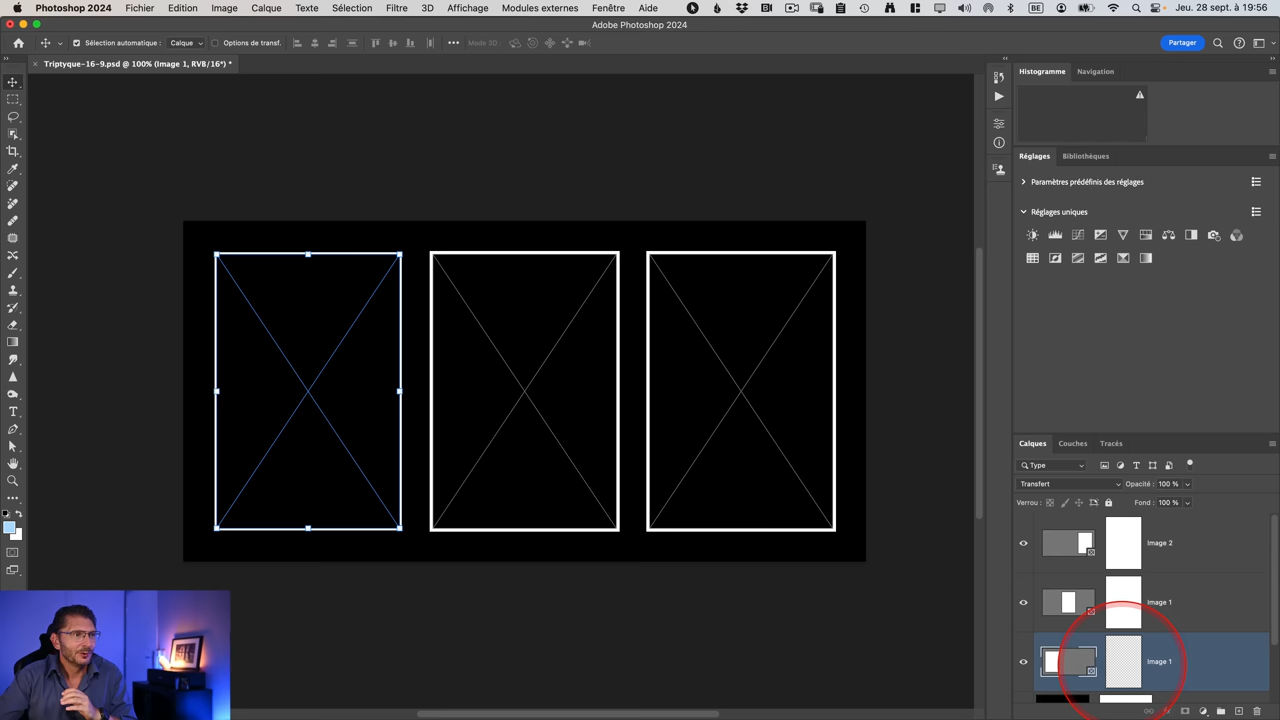 Photoshop 2024 Fichier Edition Image Calque Texte Sélection Filtre 3D Affichage Modules externes Fenêtre Aide BE Jeu. 28 sept. à 19:56
Adobe Photoshop 2024
Sélection automatique : Calque Options de transf. Mode 3D : Partager
Triptyque-16-9.psd @ 100% (Image 1, RVB/16*) *
Histogramme Navigation
Réglages Bibliothèques
Paramètres prédéfinis des réglages
Réglages uniques
Calques Couches Tracés
Type
Transfert Opacité : 100 %
Verrou : Fond : 100 %
Image 2
Image 1
Image 1